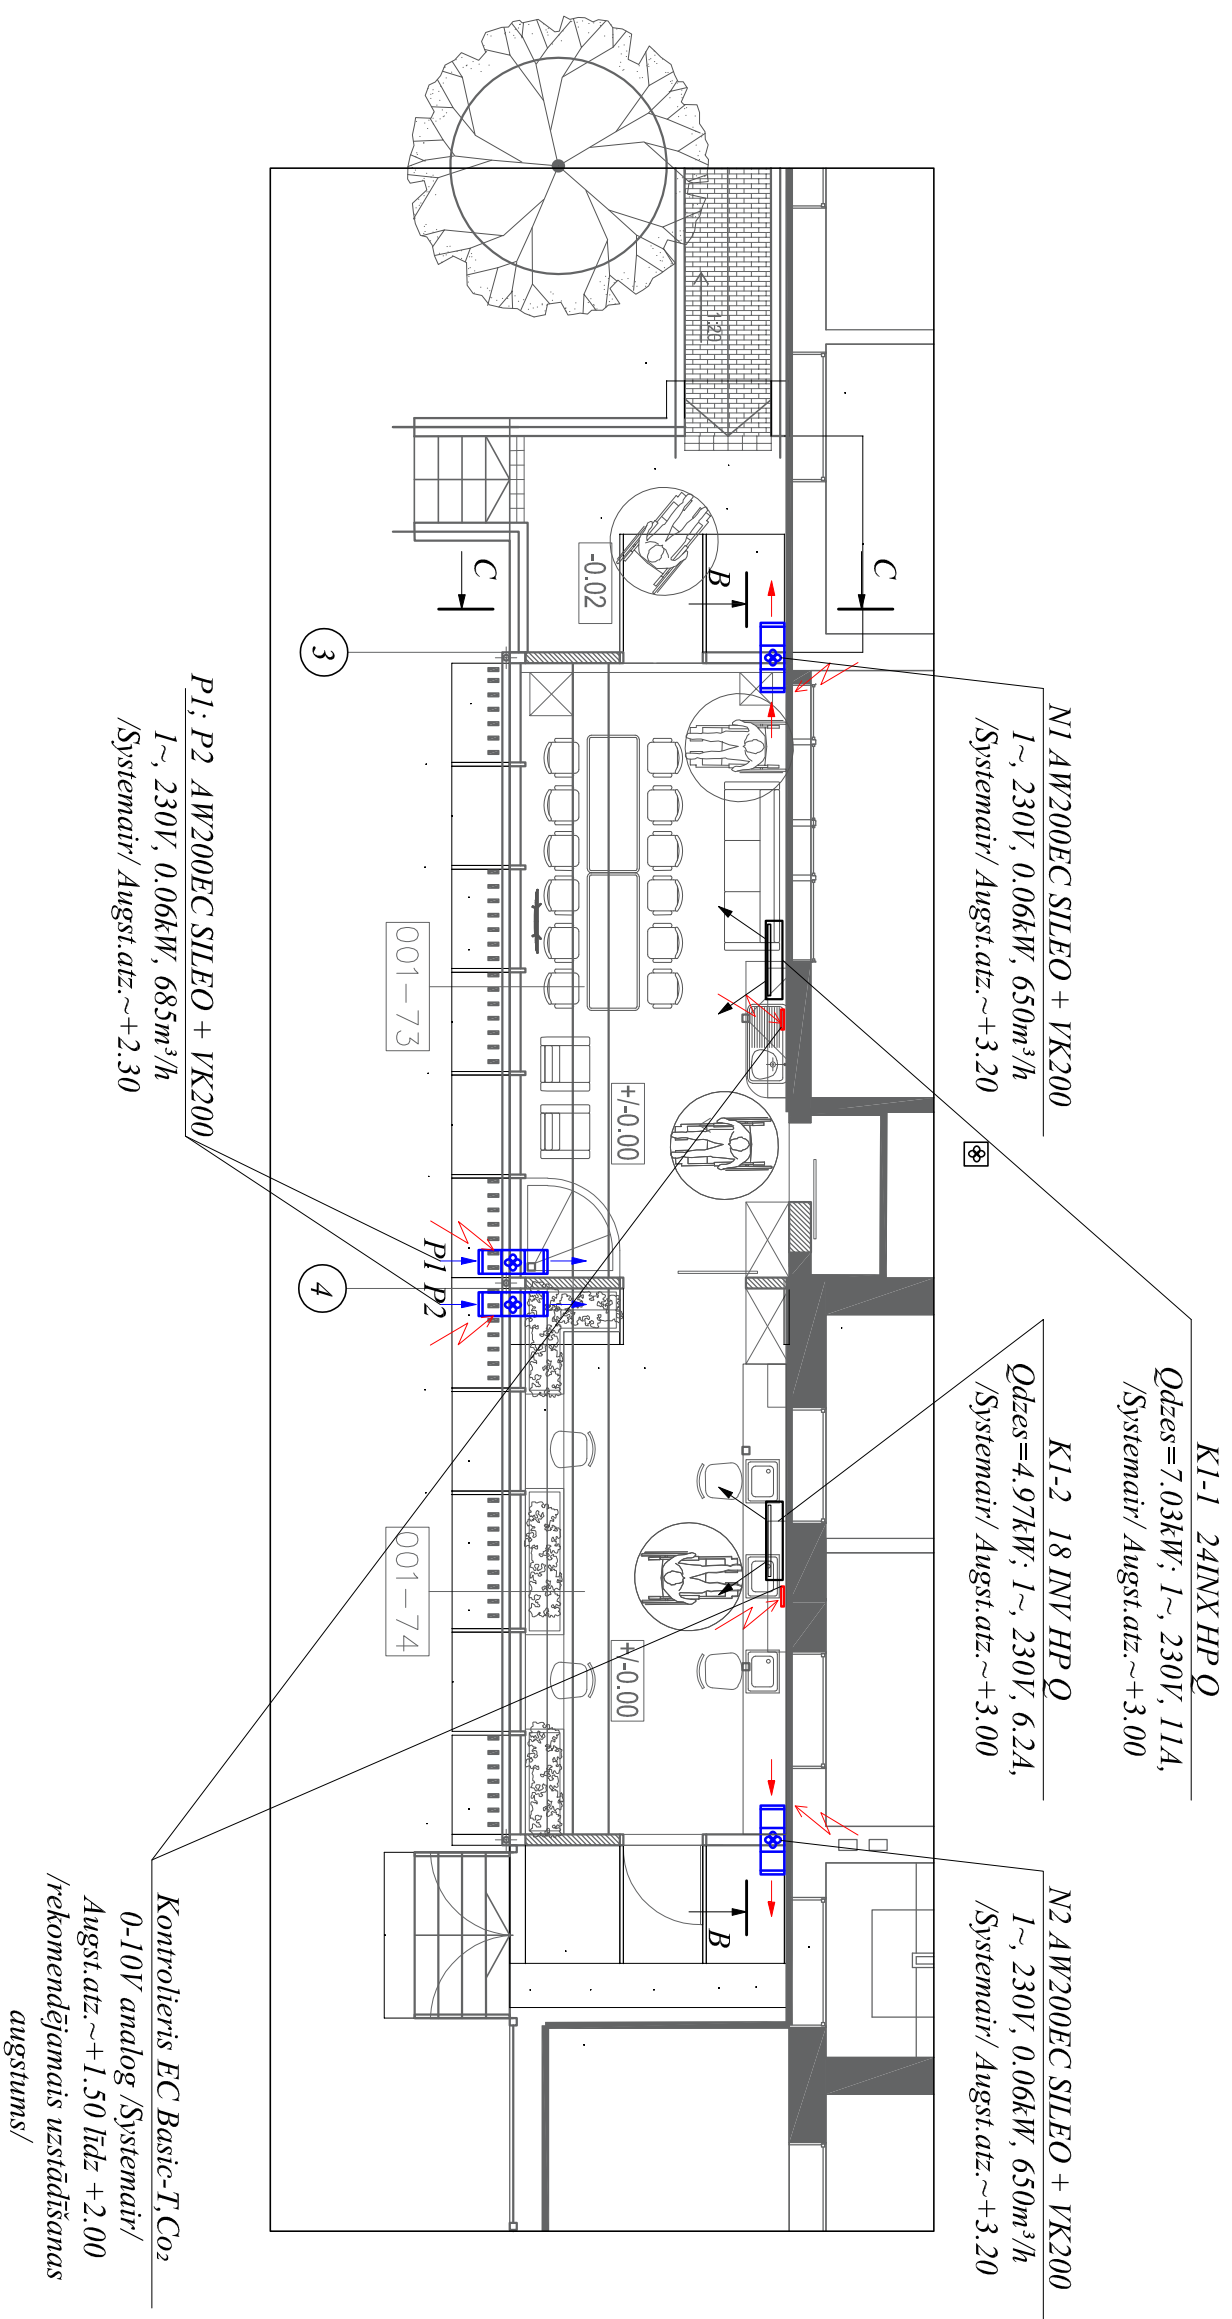 K1-1 24INX HP Q
Qdzes=7.03kW; 1~, 230V, 11A,
/Systemair/ Augst.atz.~+3.00
N1 AW200EC SILEO + VK200
1~, 230V, 0.06kW, 650m³/h
/Systemair/ Augst.atz.~+3.20
K1-2 18 INV HP Q
Qdzes=4.97kW; 1~, 230V, 6.2A,
/Systemair/ Augst.atz.~+3.00
N2 AW200EC SILEO + VK200
1~, 230V, 0.06kW, 650m³/h
/Systemair/ Augst.atz.~+3.20
C
1:20
B
B
-0.02
+/-0.00
+/-0.00
C
P1
P2
001-73
001-74
3
4
P1; P2 AW200EC SILEO + VK200
1~, 230V, 0.06kW, 685m³/h
/Systemair/ Augst.atz.~+2.30
Kontrolieris EC Basic-T,Co₂
0-10V analog /Systemair/
Augst.atz.~+1.50 līdz +2.00
/rekomendējamais uzstādīšanas
augstums/